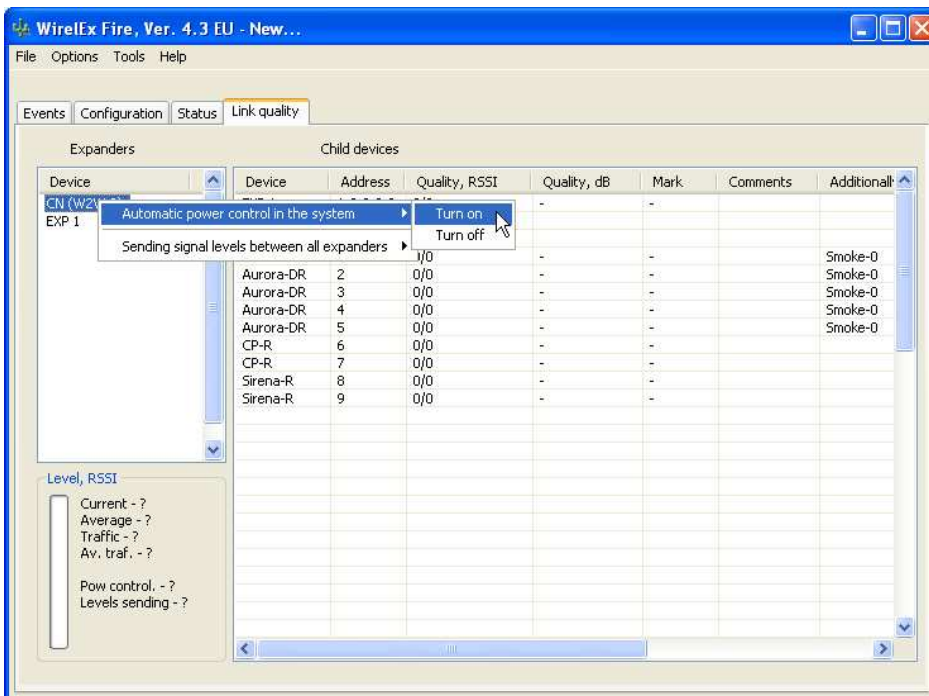 WirelEx Fire, Ver. 4.3 EU - New...
File Options Tools Help
Events Configuration Status Link quality
Expanders Child devices
Device Device Address Quality, RSSI Quality, dB Mark Comments Additionall
CN - -
EXP 1
Automatic power control in the system
Turn on
Turn off
Sending signal levels between all expanders
- - Smoke-0
Aurora-DR 2 0/0 - - Smoke-0
Aurora-DR 3 0/0 - - Smoke-0
Aurora-DR 4 0/0 - - Smoke-0
Aurora-DR 5 0/0 - - Smoke-0
CP-R 6 0/0 - -
CP-R 7 0/0 - -
Sirena-R 8 0/0 - -
Sirena-R 9 0/0 - -
Level, RSSI
Current - ?
Average - ?
Traffic - ?
Av. traf. - ?
Pow control. - ?
Levels sending - ?